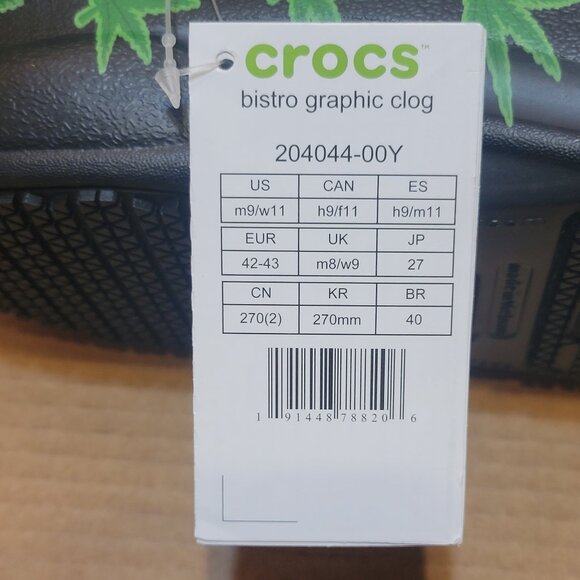 crocs™
bistro graphic clog
204044-00Y
US CAN ES
m9/w11 h9/f11 h9/m11
EUR UK JP
42-43 m8/w9 27
CN KR BR
270(2) 270mm 40
1 91448 78820 6